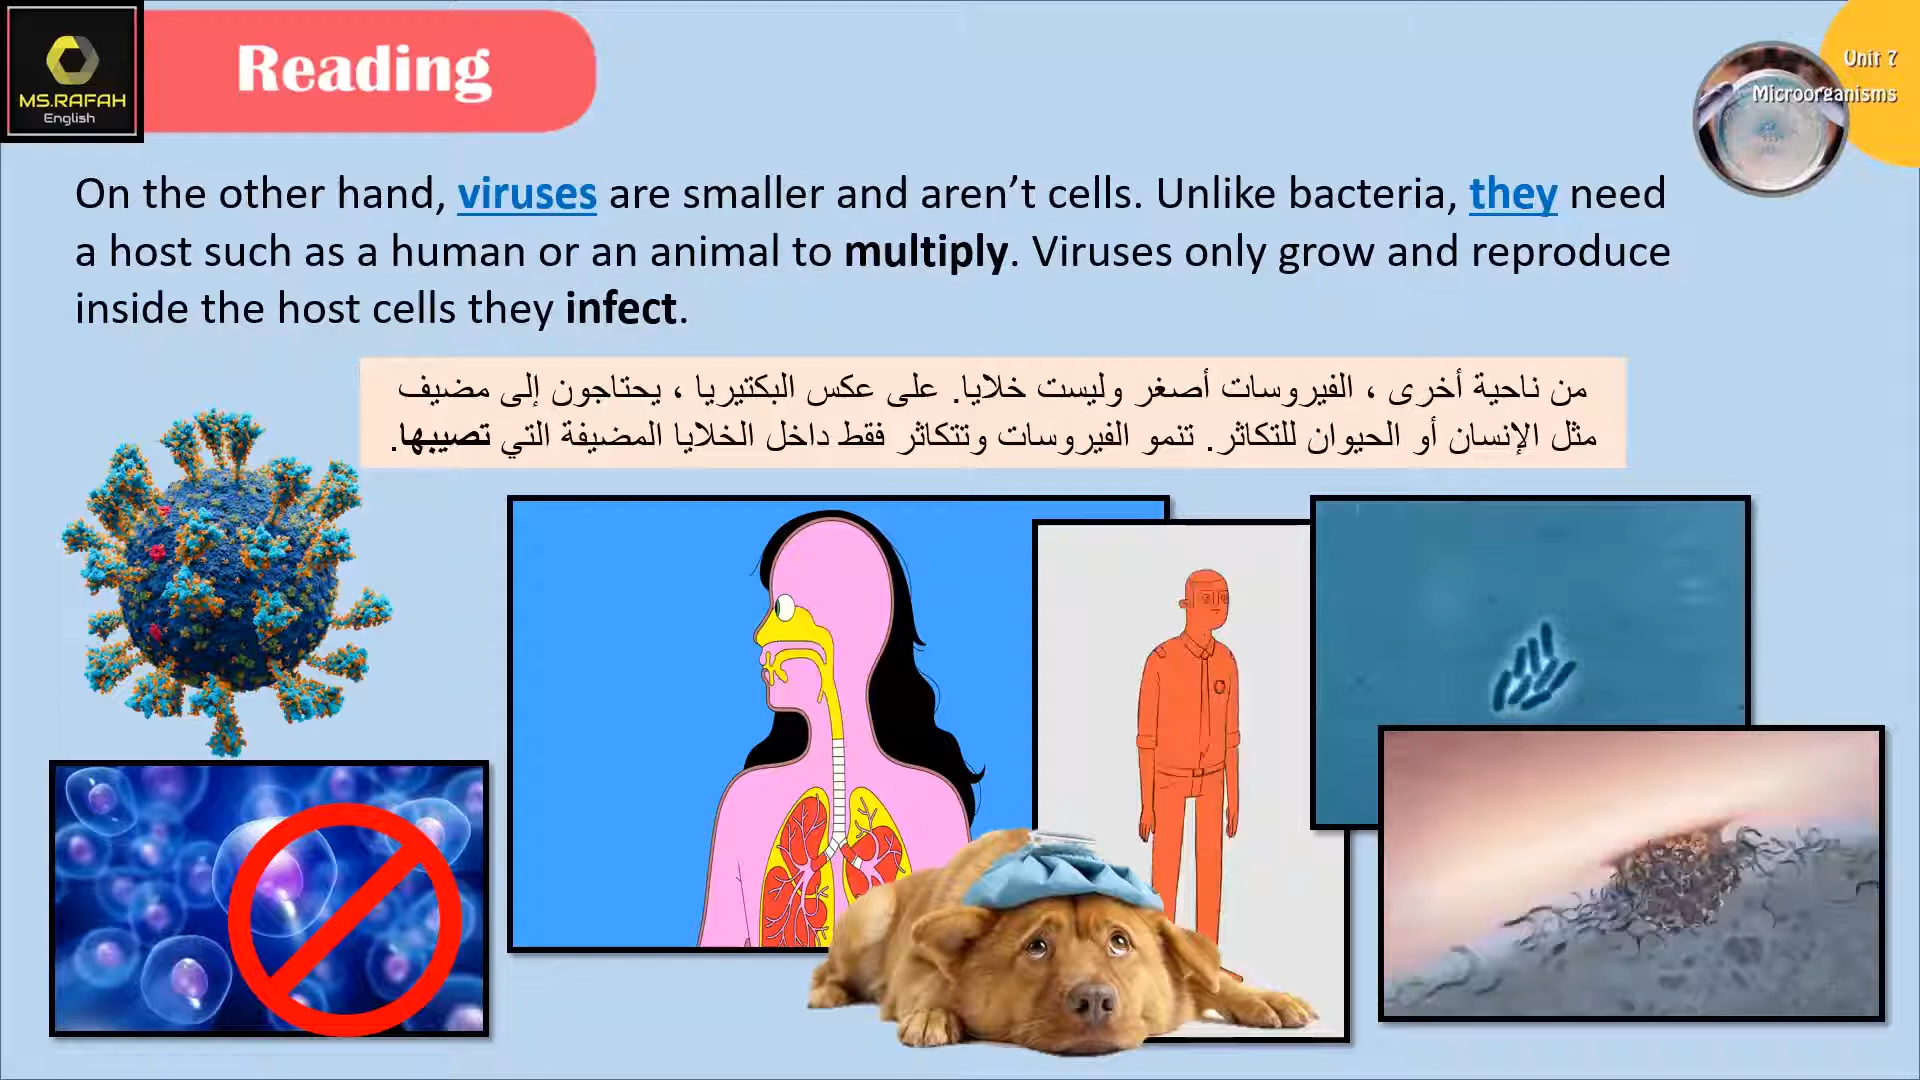 MS.RAFAH
English
Reading
Unit 7
Microorganisms
On the other hand, viruses are smaller and aren’t cells. Unlike bacteria, they need
a host such as a human or an animal to multiply. Viruses only grow and reproduce
inside the host cells they infect.
من ناحية أخرى ، الفيروسات أصغر وليست خلايا. على عكس البكتيريا ، يحتاجون إلى مضيف
مثل الإنسان أو الحيوان للتكاثر. تنمو الفيروسات وتتكاثر فقط داخل الخلايا المضيفة التي تصيبها.